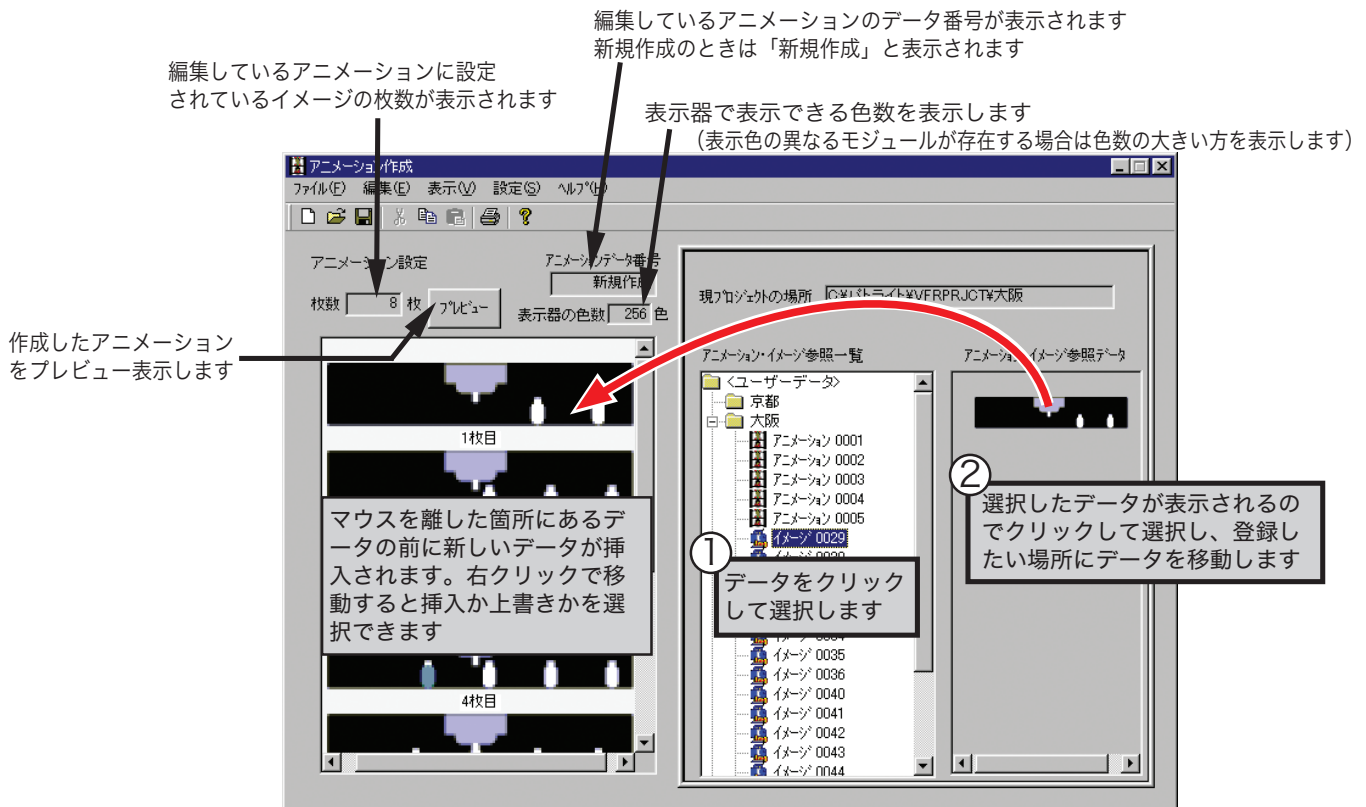 編集しているアニメーションのデータ番号が表示されます
新規作成のときは「新規作成」と表示されます
編集しているアニメーションに設定
されているイメージの枚数が表示されます
表示器で表示できる色数を表示します
（表示色の異なるモジュールが存在する場合は色数の大きい方を表示します）
アニメーション作成
ファイル(F) 編集(E) 表示(V) 設定(S) ﾍﾙﾌﾟ(H)
アニメーション設定
ｱﾆﾒｰｼｮﾝﾃﾞｰﾀ番号
新規作成
枚数 8 枚 ﾌﾟﾚﾋﾞｭｰ
表示器の色数 256 色
現ﾌﾟﾛｼﾞｪｸﾄの場所 C:¥パトライト¥VFRPRJCT¥大阪
作成したアニメーション
をプレビュー表示します
ｱﾆﾒｰｼｮﾝ･ｲﾒｰｼﾞ参照一覧
ｱﾆﾒｰｼｮﾝ･ｲﾒｰｼﾞ参照ﾃﾞｰﾀ
<ユーザーデータ>
京都
大阪
ｱﾆﾒｰｼｮﾝ 0001
ｱﾆﾒｰｼｮﾝ 0002
ｱﾆﾒｰｼｮﾝ 0003
ｱﾆﾒｰｼｮﾝ 0004
ｱﾆﾒｰｼｮﾝ 0005
ｲﾒｰｼﾞ 0029
1枚目
マウスを離した箇所にあるデ
ータの前に新しいデータが挿
入されます。右クリックで移
動すると挿入か上書きかを選
択できます
①
データをクリック
して選択します
②
選択したデータが表示されるの
でクリックして選択し、登録し
たい場所にデータを移動します
ｲﾒｰｼﾞ 0035
ｲﾒｰｼﾞ 0036
ｲﾒｰｼﾞ 0040
ｲﾒｰｼﾞ 0041
ｲﾒｰｼﾞ 0042
ｲﾒｰｼﾞ 0043
ｲﾒｰｼﾞ 0044
4枚目